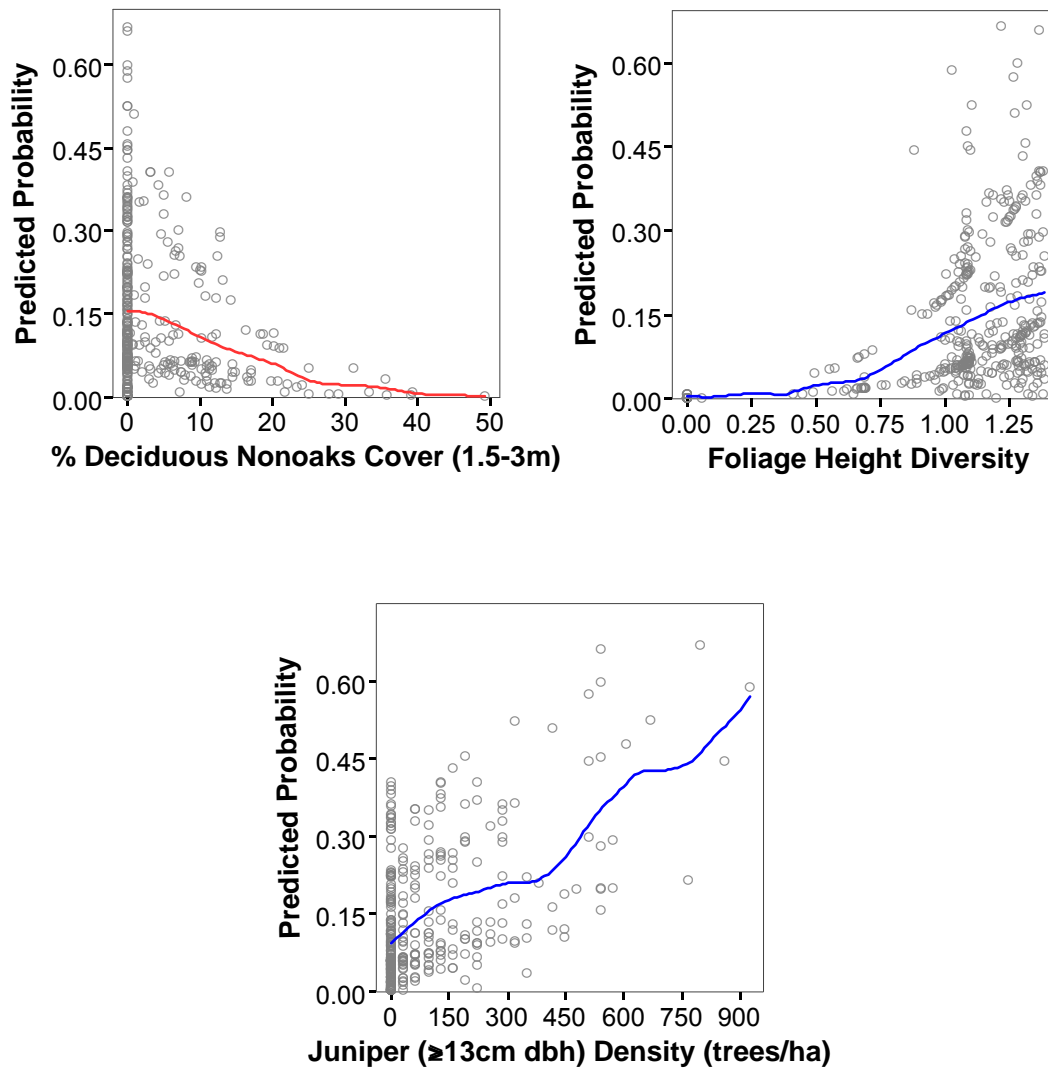 Predicted Probability
0.60
0.45
0.30
0.15
0.00
0 10 20 30 40 50
% Deciduous Nonoaks Cover (1.5-3m)
Predicted Probability
0.60
0.45
0.30
0.15
0.00
0.00 0.25 0.50 0.75 1.00 1.25
Foliage Height Diversity
Predicted Probability
0.60
0.45
0.30
0.15
0.00
0 150 300 450 600 750 900
Juniper (≥13cm dbh) Density (trees/ha)